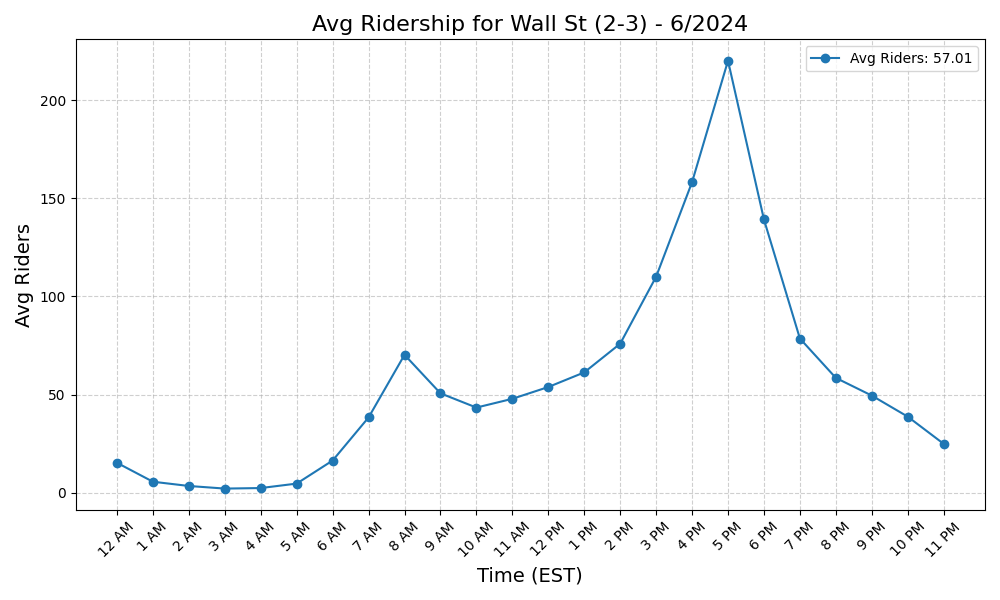 Avg Ridership for Wall St (2-3) - 6/2024
Avg Riders: 57.01
Avg Riders
200
150
100
50
0
12 AM
1 AM
2 AM
3 AM
4 AM
5 AM
6 AM
7 AM
8 AM
9 AM
10 AM
11 AM
12 PM
1 PM
2 PM
3 PM
4 PM
5 PM
6 PM
7 PM
8 PM
9 PM
10 PM
11 PM
Time (EST)